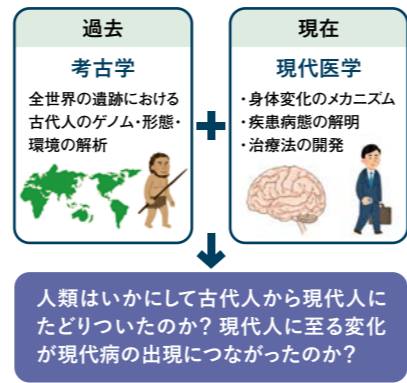 過去
考古学
全世界の遺跡における
古代人のゲノム・形態・
環境の解析
+
現在
現代医学
・身体変化のメカニズム
・疾患病態の解明
・治療法の開発
人類はいかにして古代人から現代人に
たどりついたのか? 現代人に至る変化
が現代病の出現につながったのか?